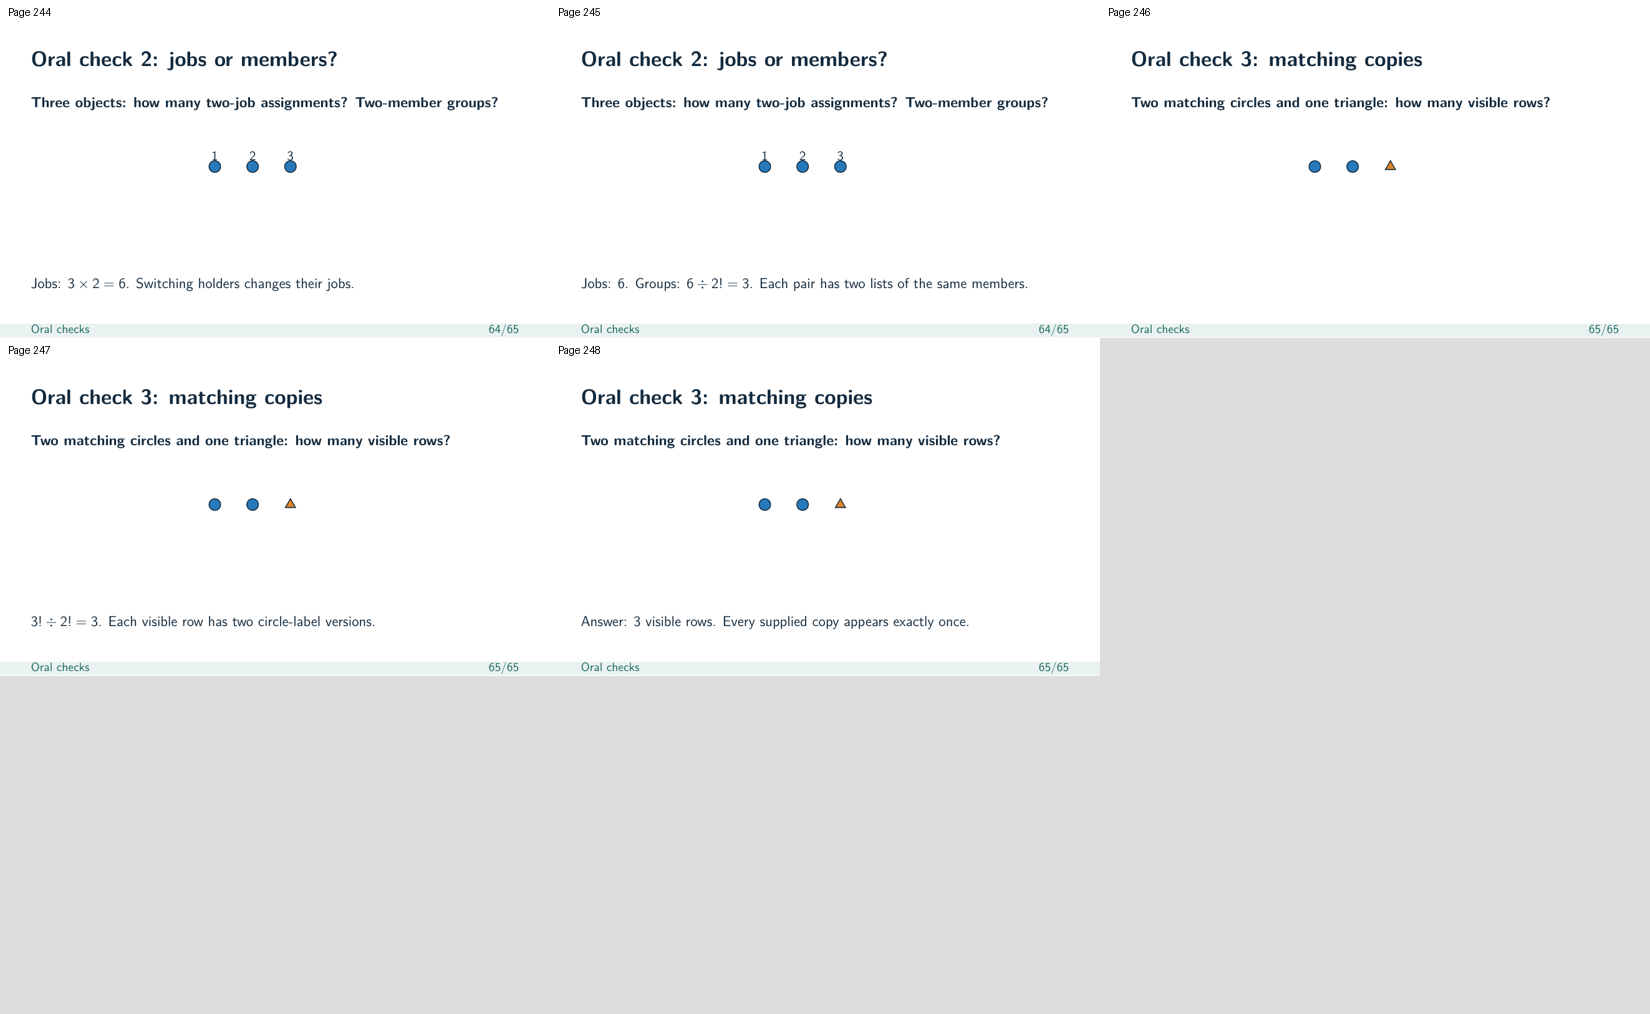 Page 244
Oral check 2: jobs or members?
Three objects: how many two-job assignments? Two-member groups?
1 2 3
Jobs: 3 × 2 = 6. Switching holders changes their jobs.
Oral checks 64/65
Page 245
Oral check 2: jobs or members?
Three objects: how many two-job assignments? Two-member groups?
1 2 3
Jobs: 6. Groups: 6 ÷ 2! = 3. Each pair has two lists of the same members.
Oral checks 64/65
Page 246
Oral check 3: matching copies
Two matching circles and one triangle: how many visible rows?
Oral checks 65/65
Page 247
Oral check 3: matching copies
Two matching circles and one triangle: how many visible rows?
3! ÷ 2! = 3. Each visible row has two circle-label versions.
Oral checks 65/65
Page 248
Oral check 3: matching copies
Two matching circles and one triangle: how many visible rows?
Answer: 3 visible rows. Every supplied copy appears exactly once.
Oral checks 65/65